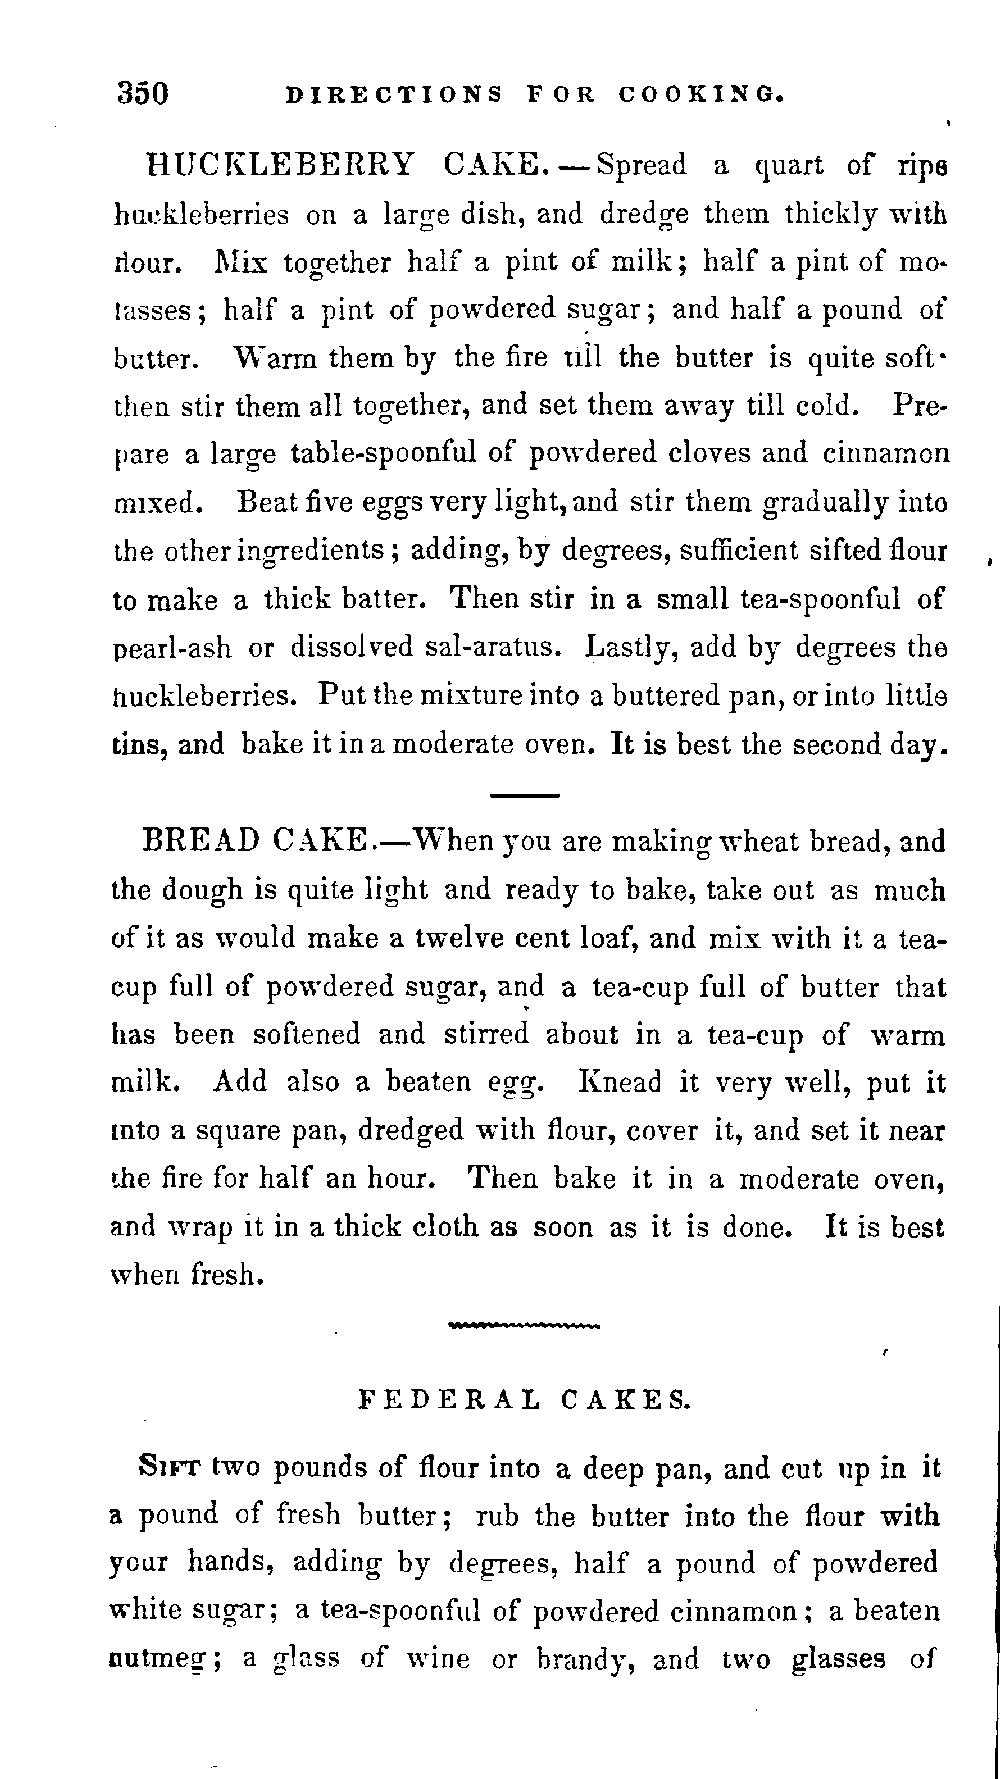 350 DIRECTIONS FOR COOKING.
HUCKLEBERRY CAKE. — Spread a quart of ripe
huckleberries on a large dish, and dredge them thickly with
flour. Mix together half a pint of milk; half a pint of mo-
lasses; half a pint of powdered sugar; and half a pound of
butter. Warm them by the fire till the butter is quite soft·
then stir them all together, and set them away till cold. Pre-
pare a large table-spoonful of powdered cloves and cinnamon
mixed. Beat five eggs very light, and stir them gradually into
the other ingredients; adding, by degrees, sufficient sifted flour
to make a thick batter. Then stir in a small tea-spoonful of
pearl-ash or dissolved sal-aratus. Lastly, add by degrees the
huckleberries. Put the mixture into a buttered pan, or into little
tins, and bake it in a moderate oven. It is best the second day.
BREAD CAKE.—When you are making wheat bread, and
the dough is quite light and ready to bake, take out as much
of it as would make a twelve cent loaf, and mix with it a tea-
cup full of powdered sugar, and a tea-cup full of butter that
has been softened and stirred about in a tea-cup of warm
milk. Add also a beaten egg. Knead it very well, put it
into a square pan, dredged with flour, cover it, and set it near
the fire for half an hour. Then bake it in a moderate oven,
and wrap it in a thick cloth as soon as it is done. It is best
when fresh.
FEDERAL CAKES.
SIFT two pounds of flour into a deep pan, and cut up in it
a pound of fresh butter; rub the butter into the flour with
your hands, adding by degrees, half a pound of powdered
white sugar; a tea-spoonful of powdered cinnamon; a beaten
nutmeg; a glass of wine or brandy, and two glasses of